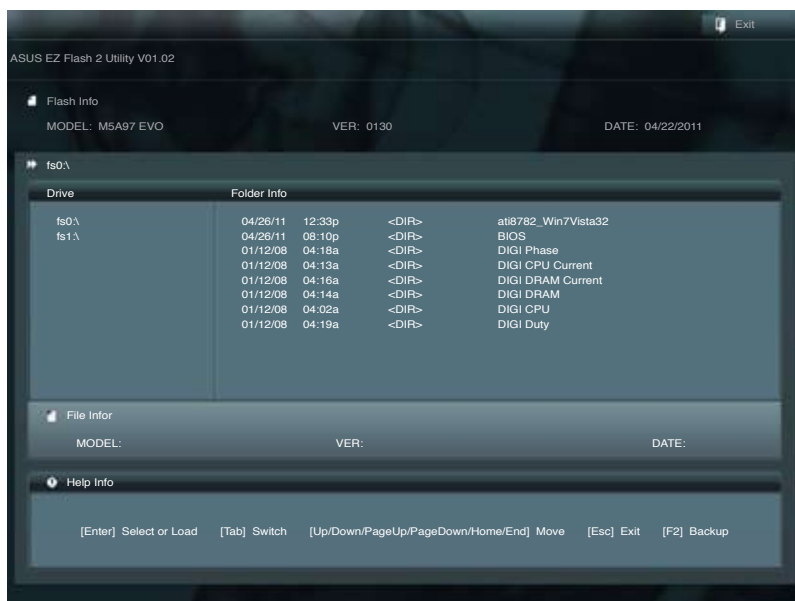 Exit
ASUS EZ Flash 2 Utility V01.02
Flash Info
MODEL: M5A97 EVO VER: 0130 DATE: 04/22/2011
fs0:\
Drive Folder Info
fs0:\ 04/26/11 12:33p <DIR> ati8782_Win7Vista32
fs1:\ 04/26/11 08:10p <DIR> BIOS
01/12/08 04:18a <DIR> DIGI Phase
01/12/08 04:13a <DIR> DIGI CPU Current
01/12/08 04:16a <DIR> DIGI DRAM Current
01/12/08 04:14a <DIR> DIGI DRAM
01/12/08 04:02a <DIR> DIGI CPU
01/12/08 04:19a <DIR> DIGI Duty
File Infor
MODEL: VER: DATE:
Help Info
[Enter] Select or Load [Tab] Switch [Up/Down/PageUp/PageDown/Home/End] Move [Esc] Exit [F2] Backup